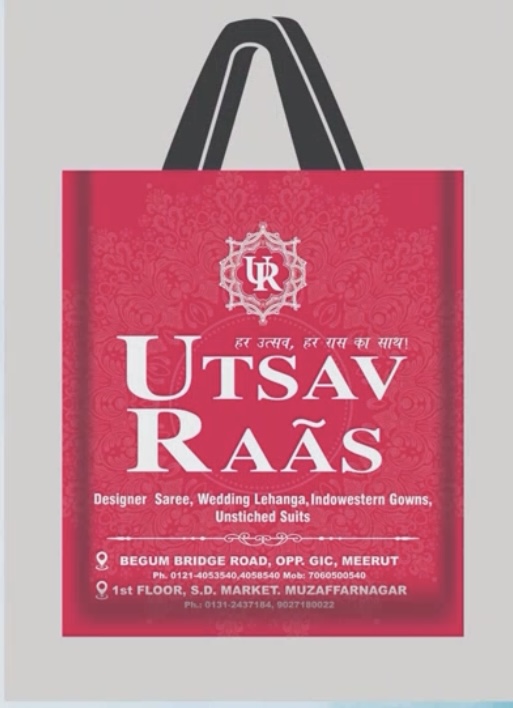 UR
हर उत्सव, हर रास का साथ!
UTSAV
RAÃS
Designer Saree, Wedding Lehanga, Indowestern Gowns,
Unstiched Suits
BEGUM BRIDGE ROAD, OPP. GIC, MEERUT
Ph. 0121-4053540,4058540 Mob: 7060500540
1st FLOOR, S.D. MARKET. MUZAFFARNAGAR
Ph.: 0131-2437184, 9027180022